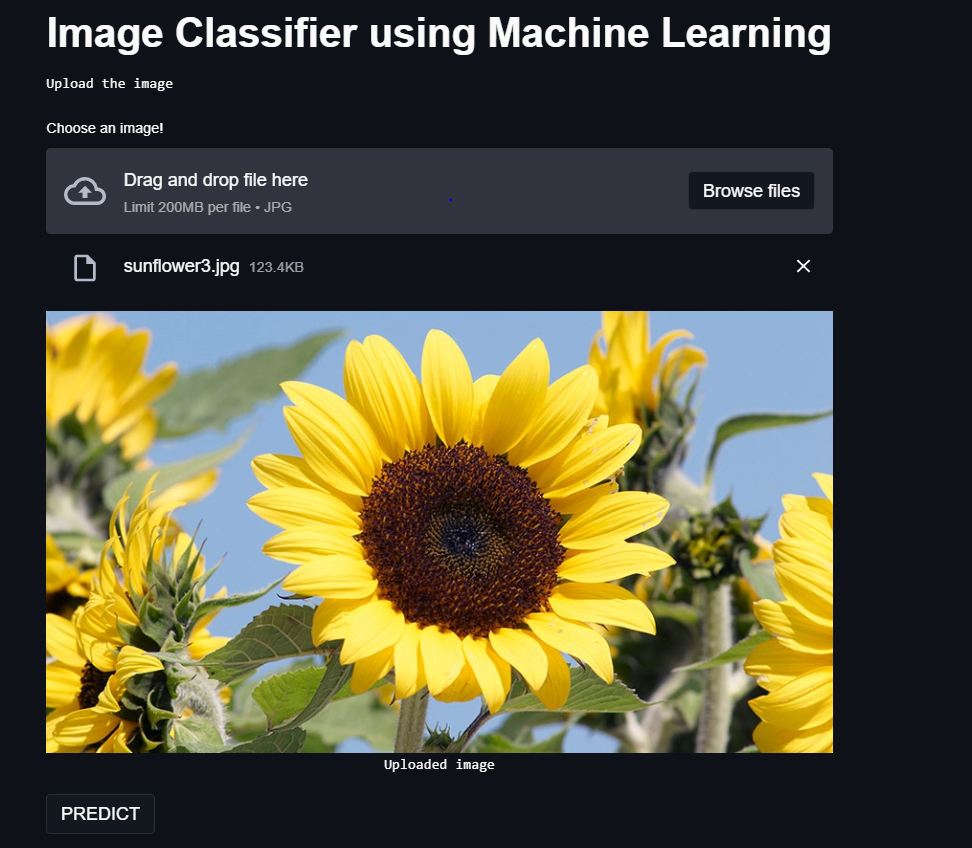 Image Classifier using Machine Learning
Upload the image
Choose an image!
Drag and drop file here
Limit 200MB per file • JPG
Browse files
sunflower3.jpg 123.4KB
Uploaded image
PREDICT